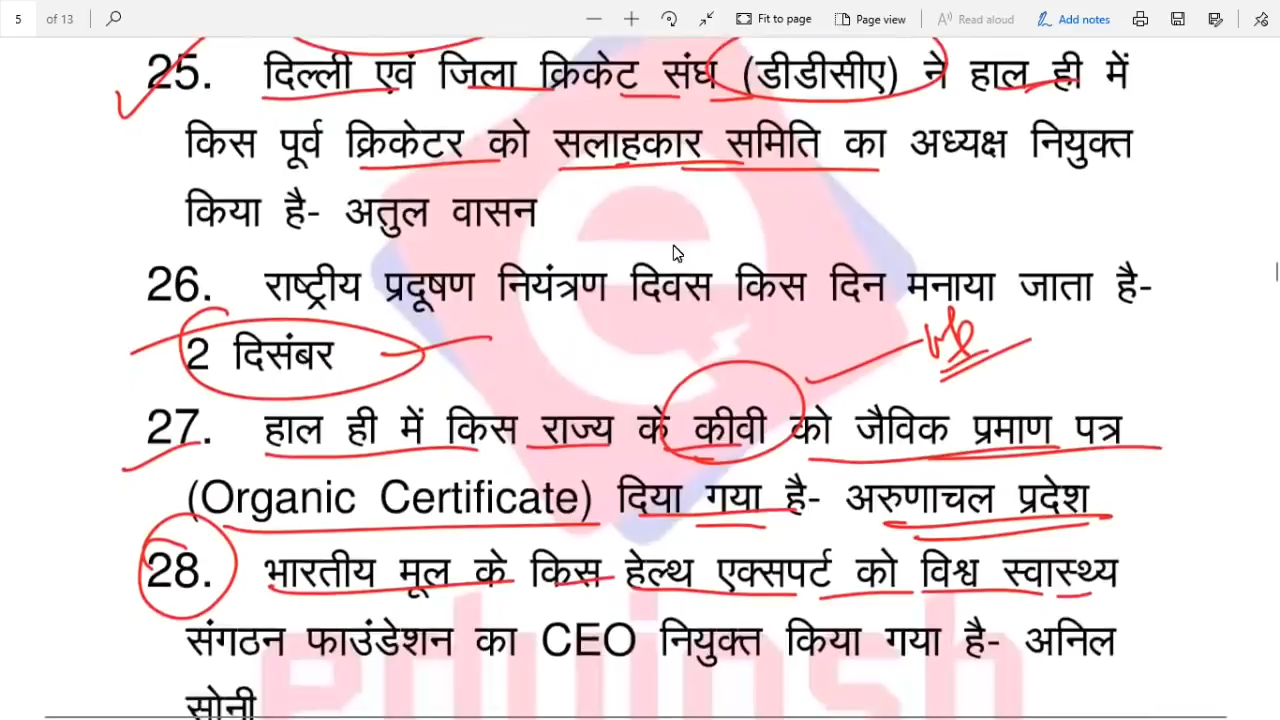 5 of 13 Fit to page Page view Read aloud Add notes
25. दिल्ली एवं जिला क्रिकेट संघ (डीडीसीए) ने हाल ही में
किस पूर्व क्रिकेटर को सलाहकार समिति का अध्यक्ष नियुक्त
किया है- अतुल वासन
26. राष्ट्रीय प्रदूषण नियंत्रण दिवस किस दिन मनाया जाता है-
2 दिसंबर
27. हाल ही में किस राज्य के कीवी को जैविक प्रमाण पत्र
(Organic Certificate) दिया गया है- अरुणाचल प्रदेश
28. भारतीय मूल के किस हेल्थ एक्सपर्ट को विश्व स्वास्थ्य
संगठन फाउंडेशन का CEO नियुक्त किया गया है- अनिल
सोनी